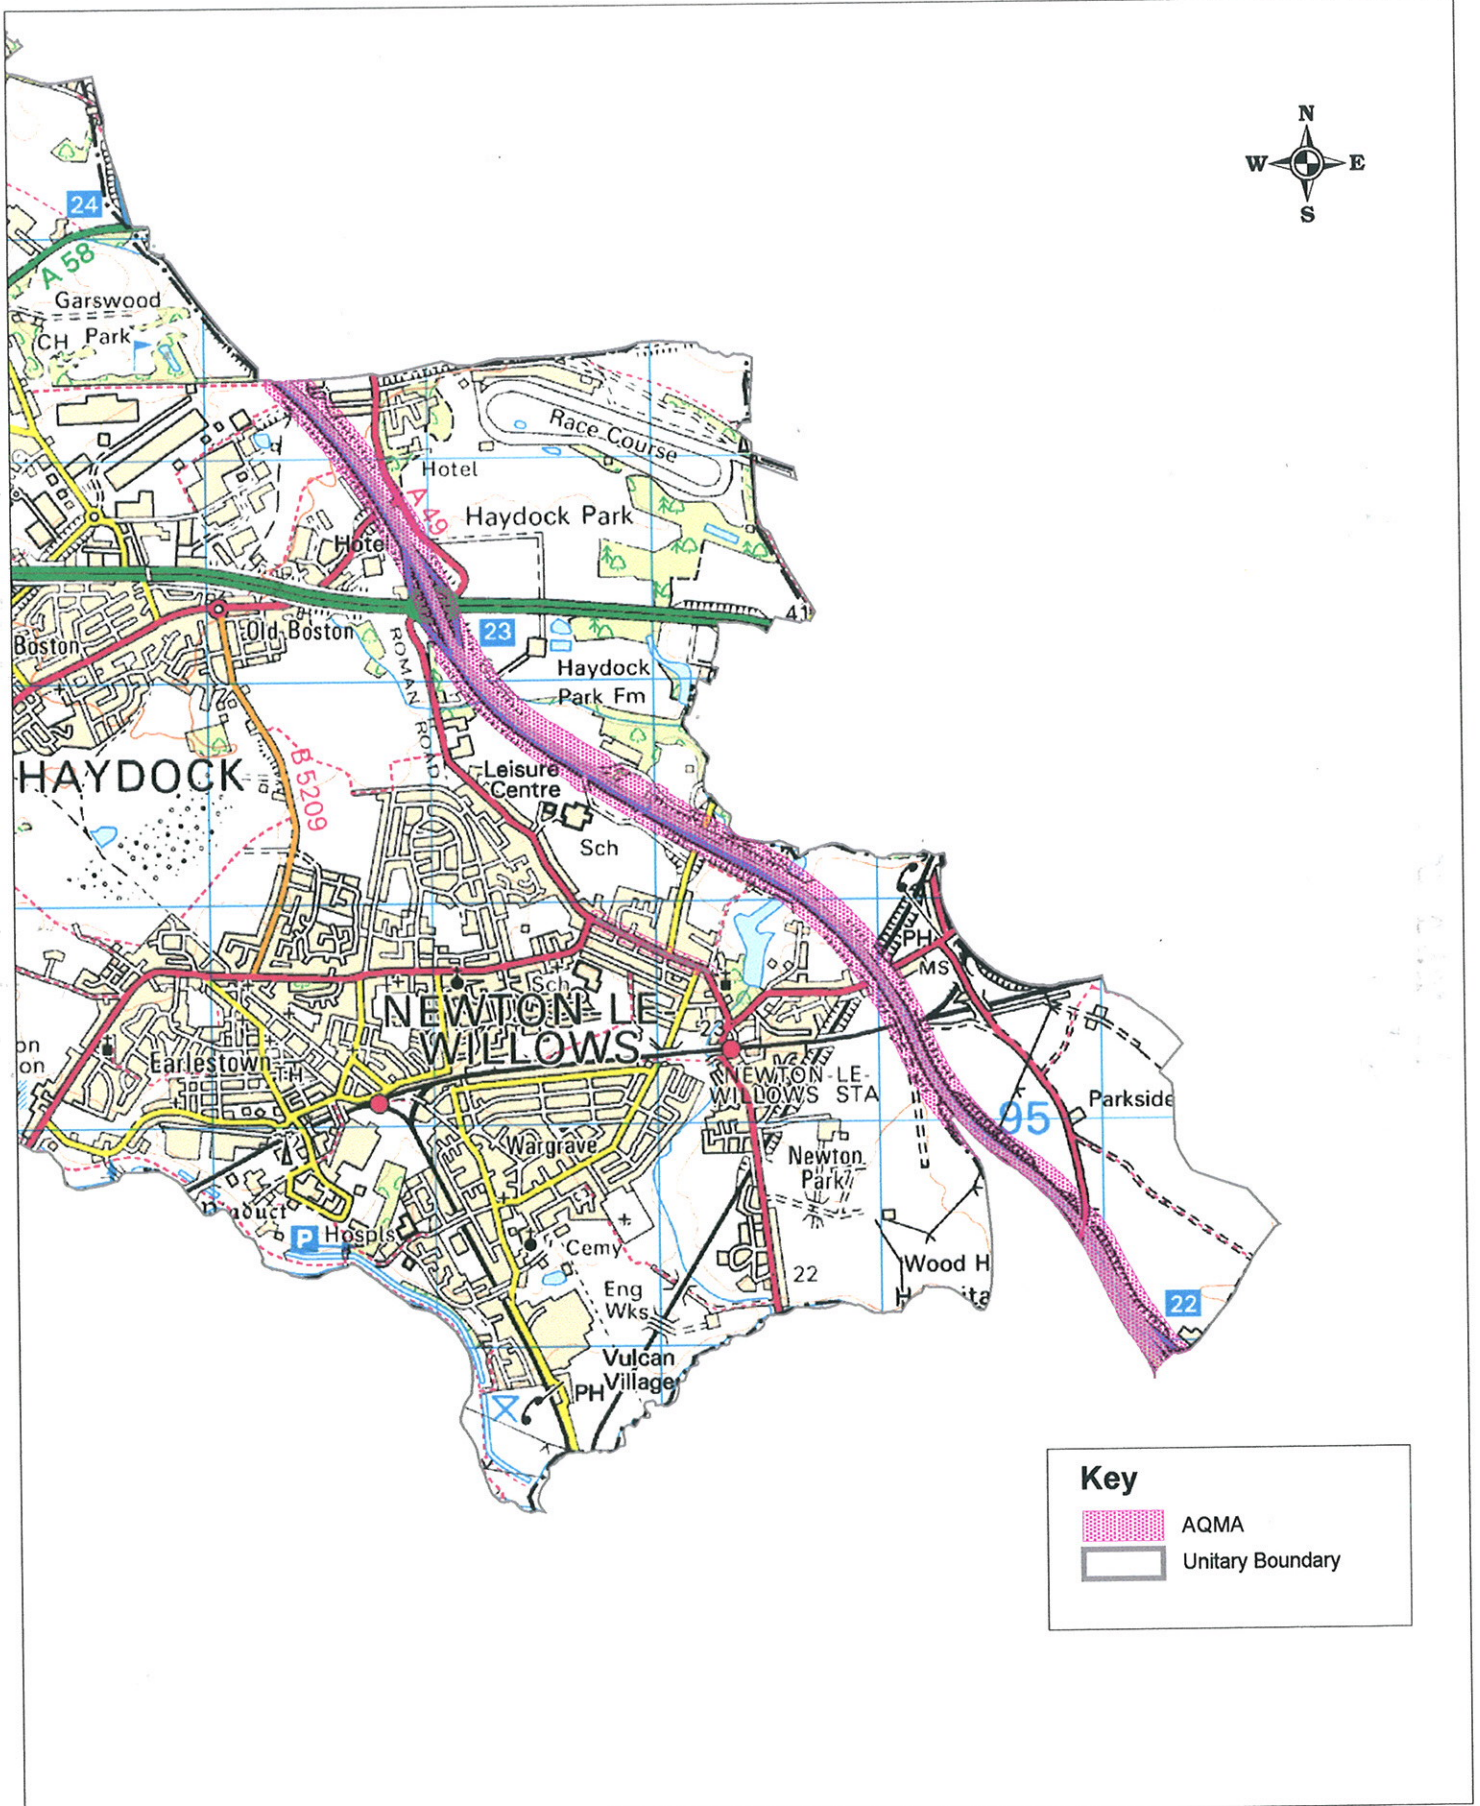 N
W E
S
24
A 58
Garswood
Park
CH
Race Course
Hotel
A 49
Haydock Park
Hotel
41
23
Old Boston
Boston
ROMAN
ROAD
Haydock
Park Fm
HAYDOCK
B 5209
Leisure
Centre
Sch
PH
MS
Sch
NEWTON-LE-
WILLOWS
Earlestown
TH
NEWTON-LE-
WILLOWS STA
95
Parkside
Wargrave
Newton
Park
P
Hospls
Cemy
Wood H
22
Eng
Wks
22
Vulcan
Village
PH
Key
AQMA
Unitary Boundary